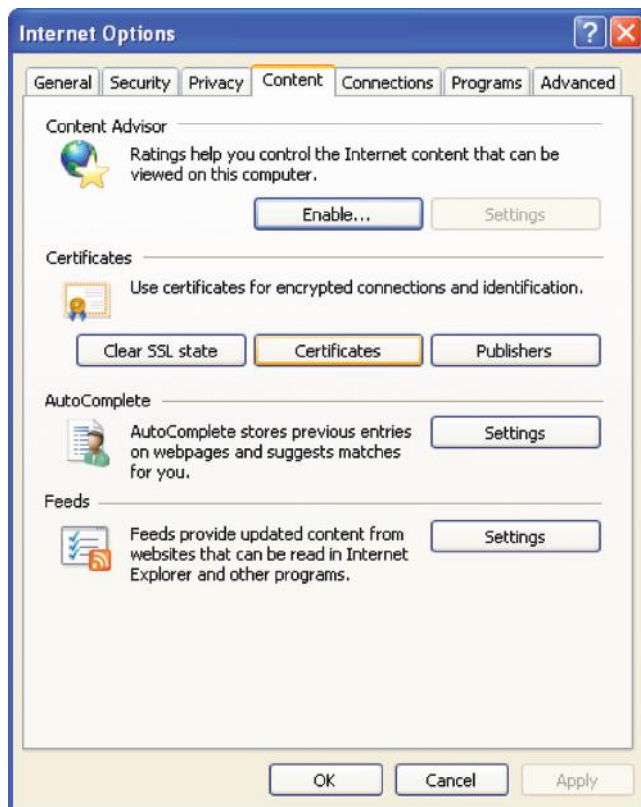 Internet Options
General Security Privacy Content Connections Programs Advanced
Content Advisor
Ratings help you control the Internet content that can be
viewed on this computer.
Enable... Settings
Certificates
Use certificates for encrypted connections and identification.
Clear SSL state Certificates Publishers
AutoComplete
AutoComplete stores previous entries
on webpages and suggests matches
for you.
Settings
Feeds
Feeds provide updated content from
websites that can be read in Internet
Explorer and other programs.
Settings
OK Cancel Apply